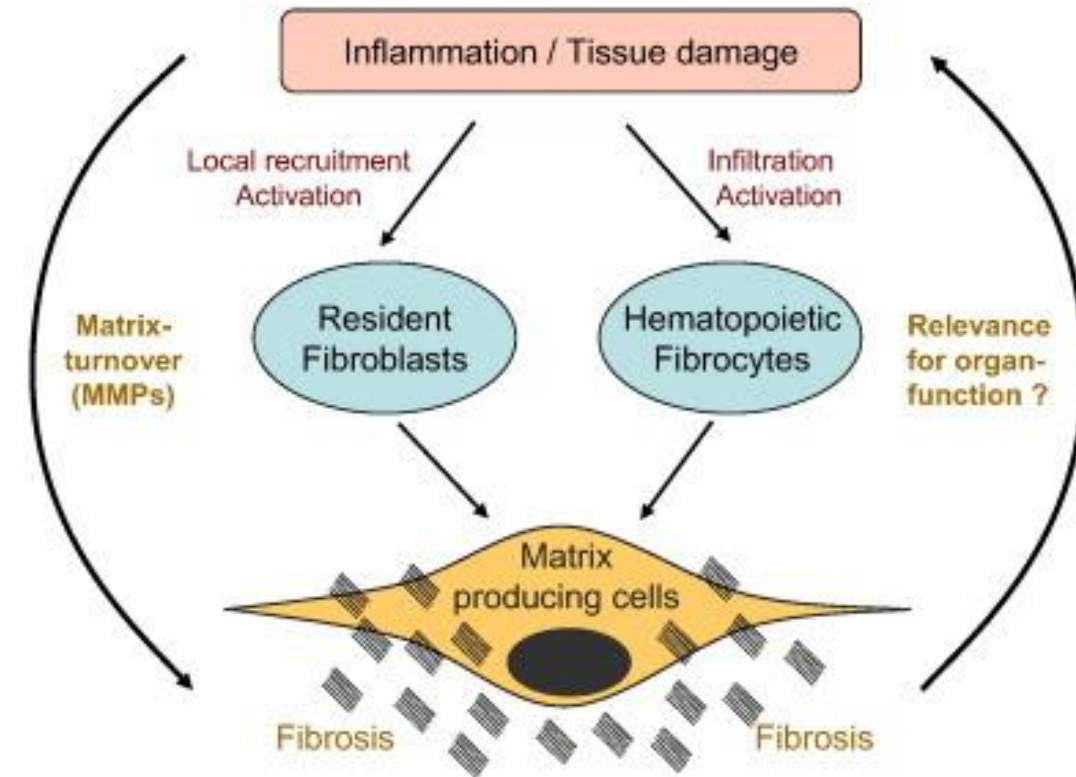 Inflammation / Tissue damage
Local recruitment
Activation
Infiltration
Activation
Matrix-
turnover
(MMPs)
Resident
Fibroblasts
Hematopoietic
Fibrocytes
Relevance
for organ-
function ?
Matrix
producing cells
Fibrosis
Fibrosis